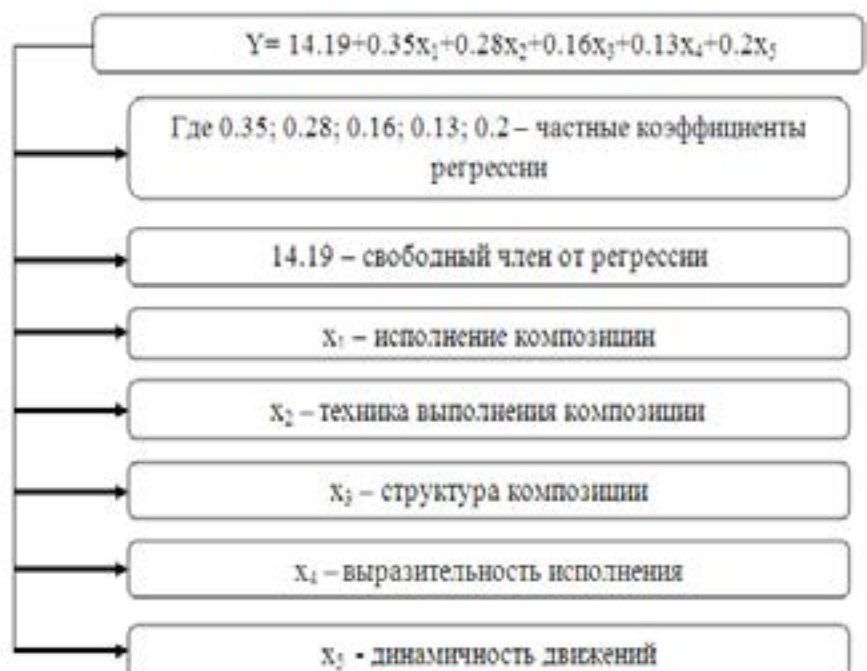 Y= 14.19+0.35x₁+0.28x₂+0.16x₃+0.13x₄+0.2x₅
Где 0.35; 0.28; 0.16; 0.13; 0.2 – частные коэффициенты
регрессии
14.19 – свободный член от регрессии
x₁ – исполнение композиции
x₂ – техника выполнения композиции
x₃ – структура композиции
x₄ – выразительность исполнения
x₅ - динамичность движений